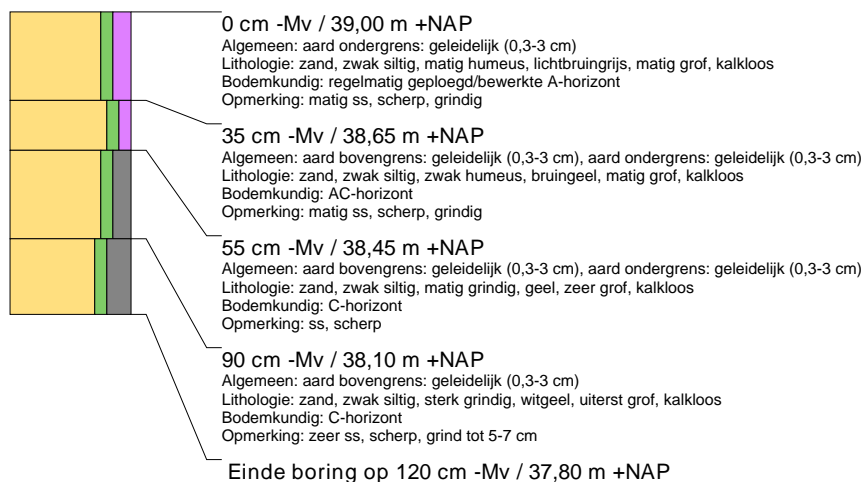 0 cm -Mv / 39,00 m +NAP
Algemeen: aard ondergrens: geleidelijk (0,3-3 cm)
Lithologie: zand, zwak siltig, matig humeus, lichtbruingrijs, matig grof, kalkloos
Bodemkundig: regelmatig geploegd/bewerkte A-horizont
Opmerking: matig ss, scherp, grindig
35 cm -Mv / 38,65 m +NAP
Algemeen: aard bovengrens: geleidelijk (0,3-3 cm), aard ondergrens: geleidelijk (0,3-3 cm)
Lithologie: zand, zwak siltig, zwak humeus, bruingeel, matig grof, kalkloos
Bodemkundig: AC-horizont
Opmerking: matig ss, scherp, grindig
55 cm -Mv / 38,45 m +NAP
Algemeen: aard bovengrens: geleidelijk (0,3-3 cm), aard ondergrens: geleidelijk (0,3-3 cm)
Lithologie: zand, zwak siltig, matig grindig, geel, zeer grof, kalkloos
Bodemkundig: C-horizont
Opmerking: ss, scherp
90 cm -Mv / 38,10 m +NAP
Algemeen: aard bovengrens: geleidelijk (0,3-3 cm)
Lithologie: zand, zwak siltig, sterk grindig, witgeel, uiterst grof, kalkloos
Bodemkundig: C-horizont
Opmerking: zeer ss, scherp, grind tot 5-7 cm
Einde boring op 120 cm -Mv / 37,80 m +NAP